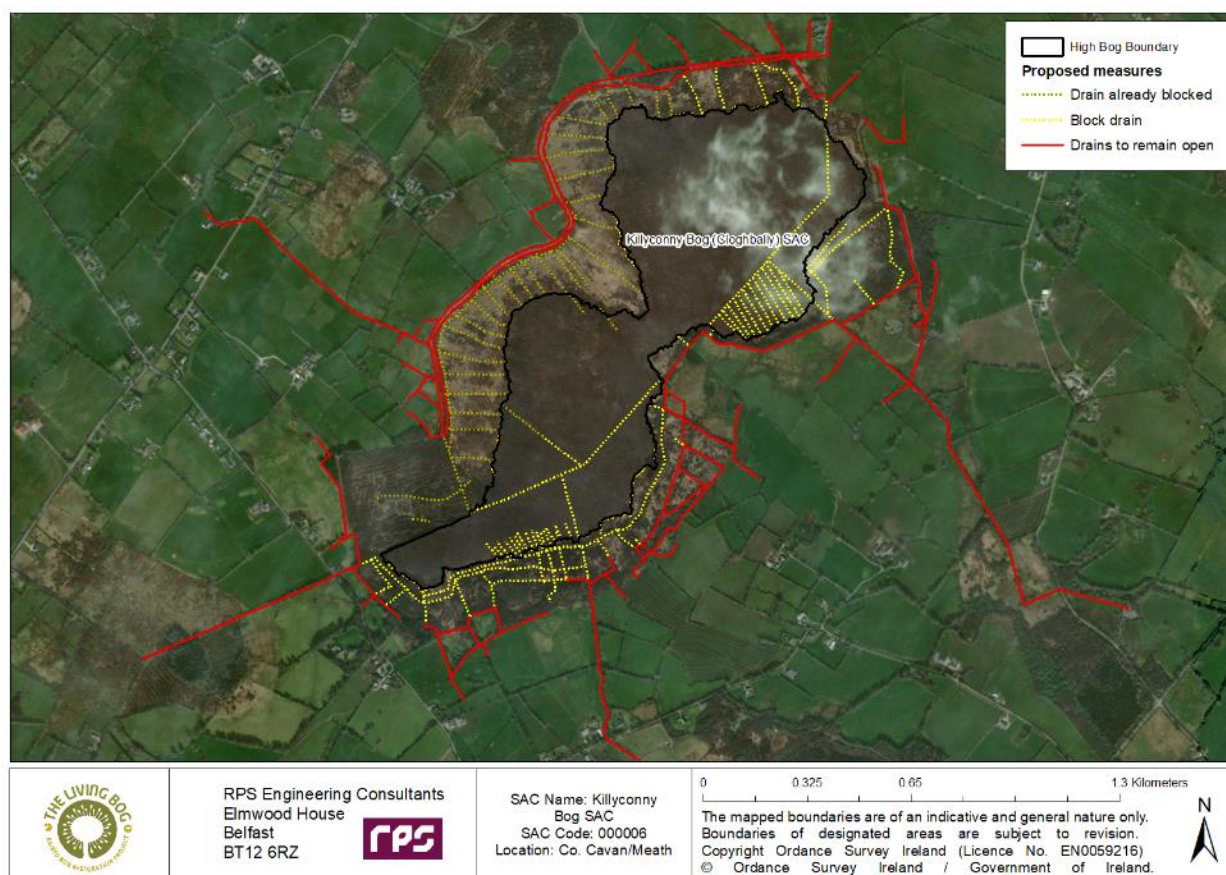 High Bog Boundary
Proposed measures
Drain already blocked
Block drain
Drains to remain open
Killyconny Bog (Cloghbally) SAC
THE LIVING BOG
RAISED BOG RESTORATION PROJECT
RPS Engineering Consultants
Elmwood House
Belfast
BT12 6RZ
rps
SAC Name: Killyconny
Bog SAC
SAC Code: 000006
Location: Co. Cavan/Meath
0 0.325 0.65 1.3 Kilometers
The mapped boundaries are of an indicative and general nature only.
Boundaries of designated areas are subject to revision.
Copyright Ordance Survey Ireland (Licence No. EN0059216)
© Ordance Survey Ireland / Government of Ireland.
N